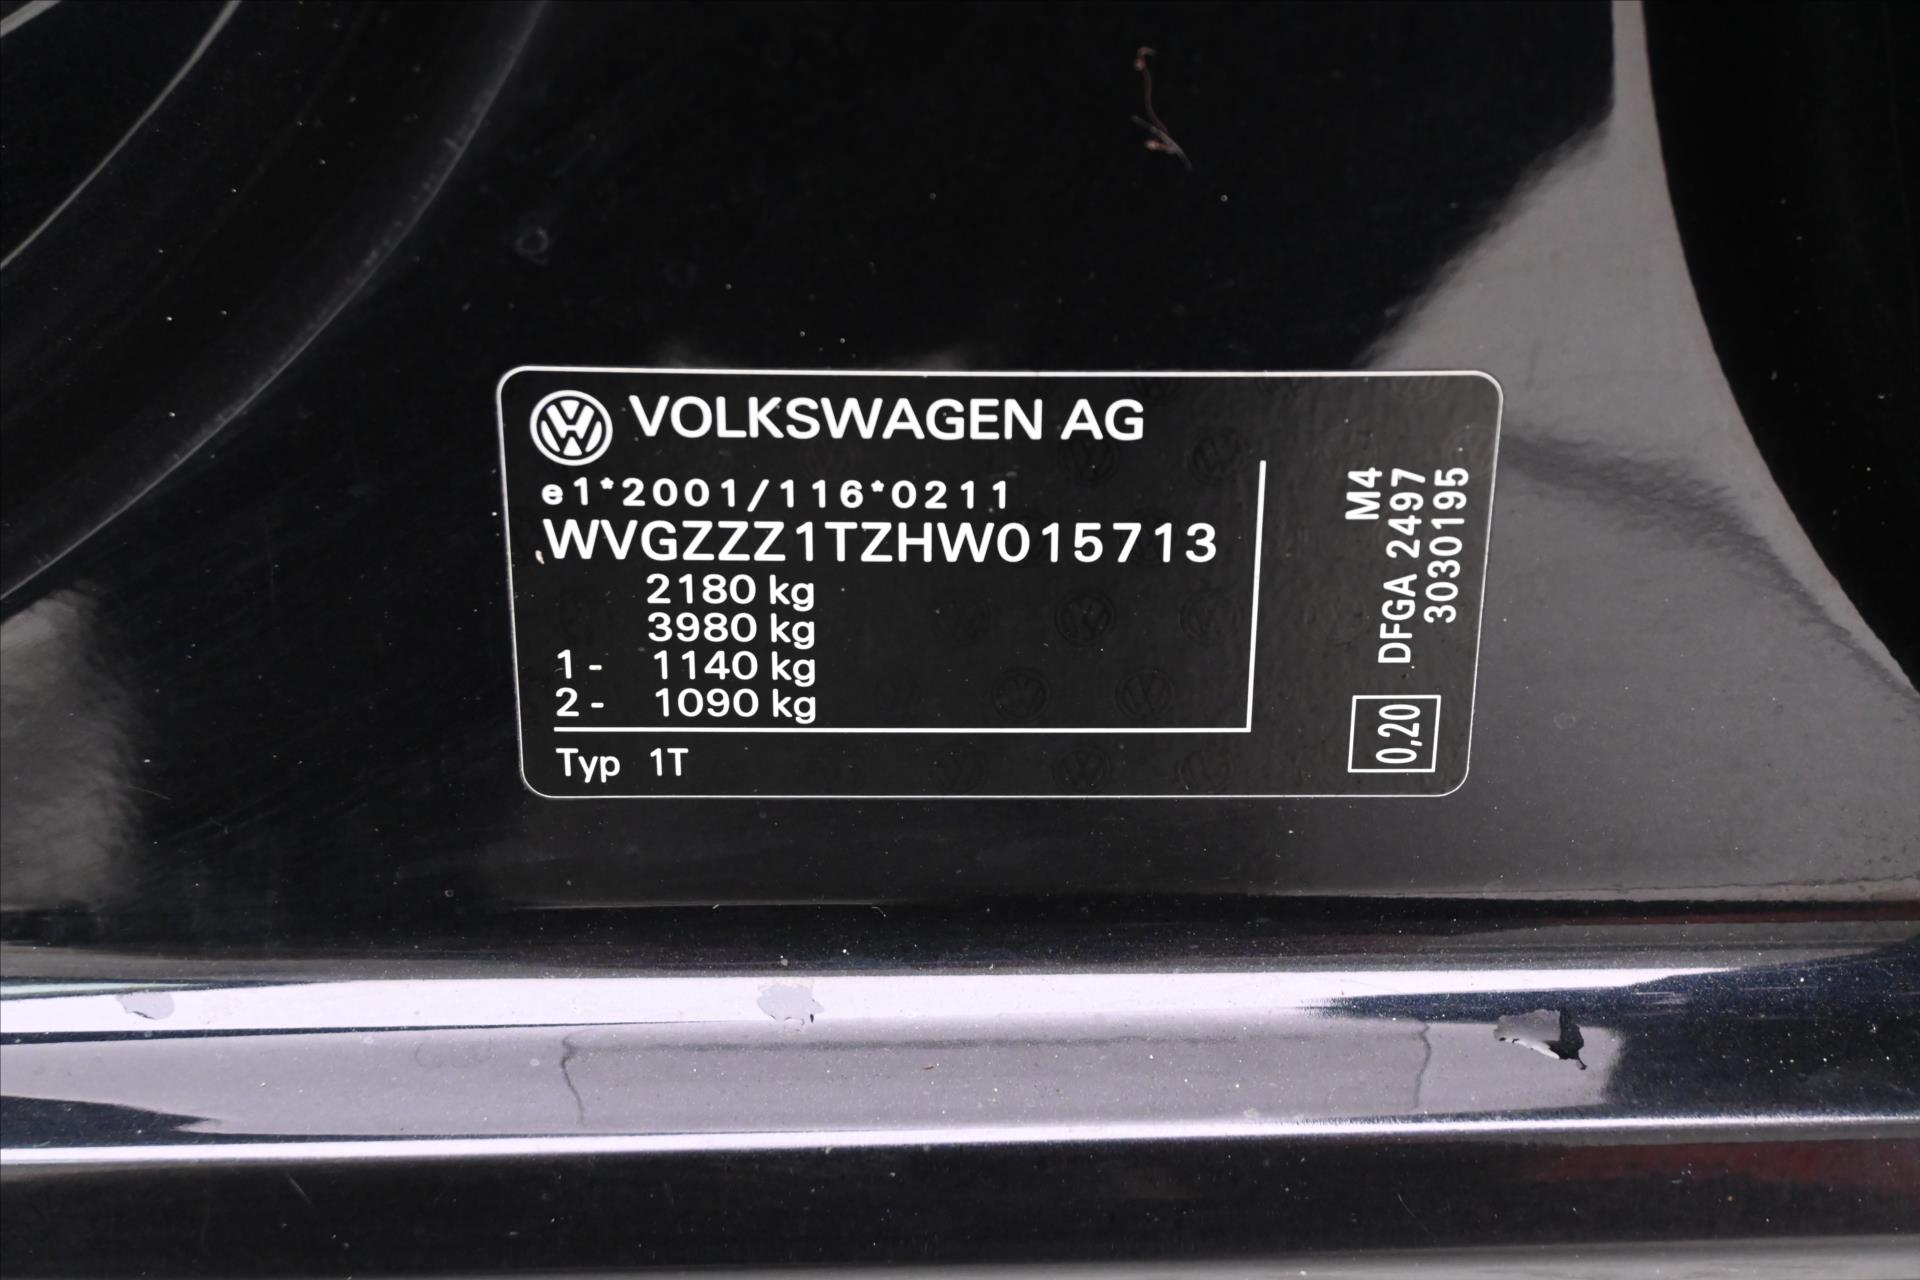 VOLKSWAGEN AG
e1*2001/116*0211
WVGZZZ1TZHW015713
2180 kg
3980 kg
1- 1140 kg
2- 1090 kg
Typ 1T
M4
DFGA 2497
3030195
0,20